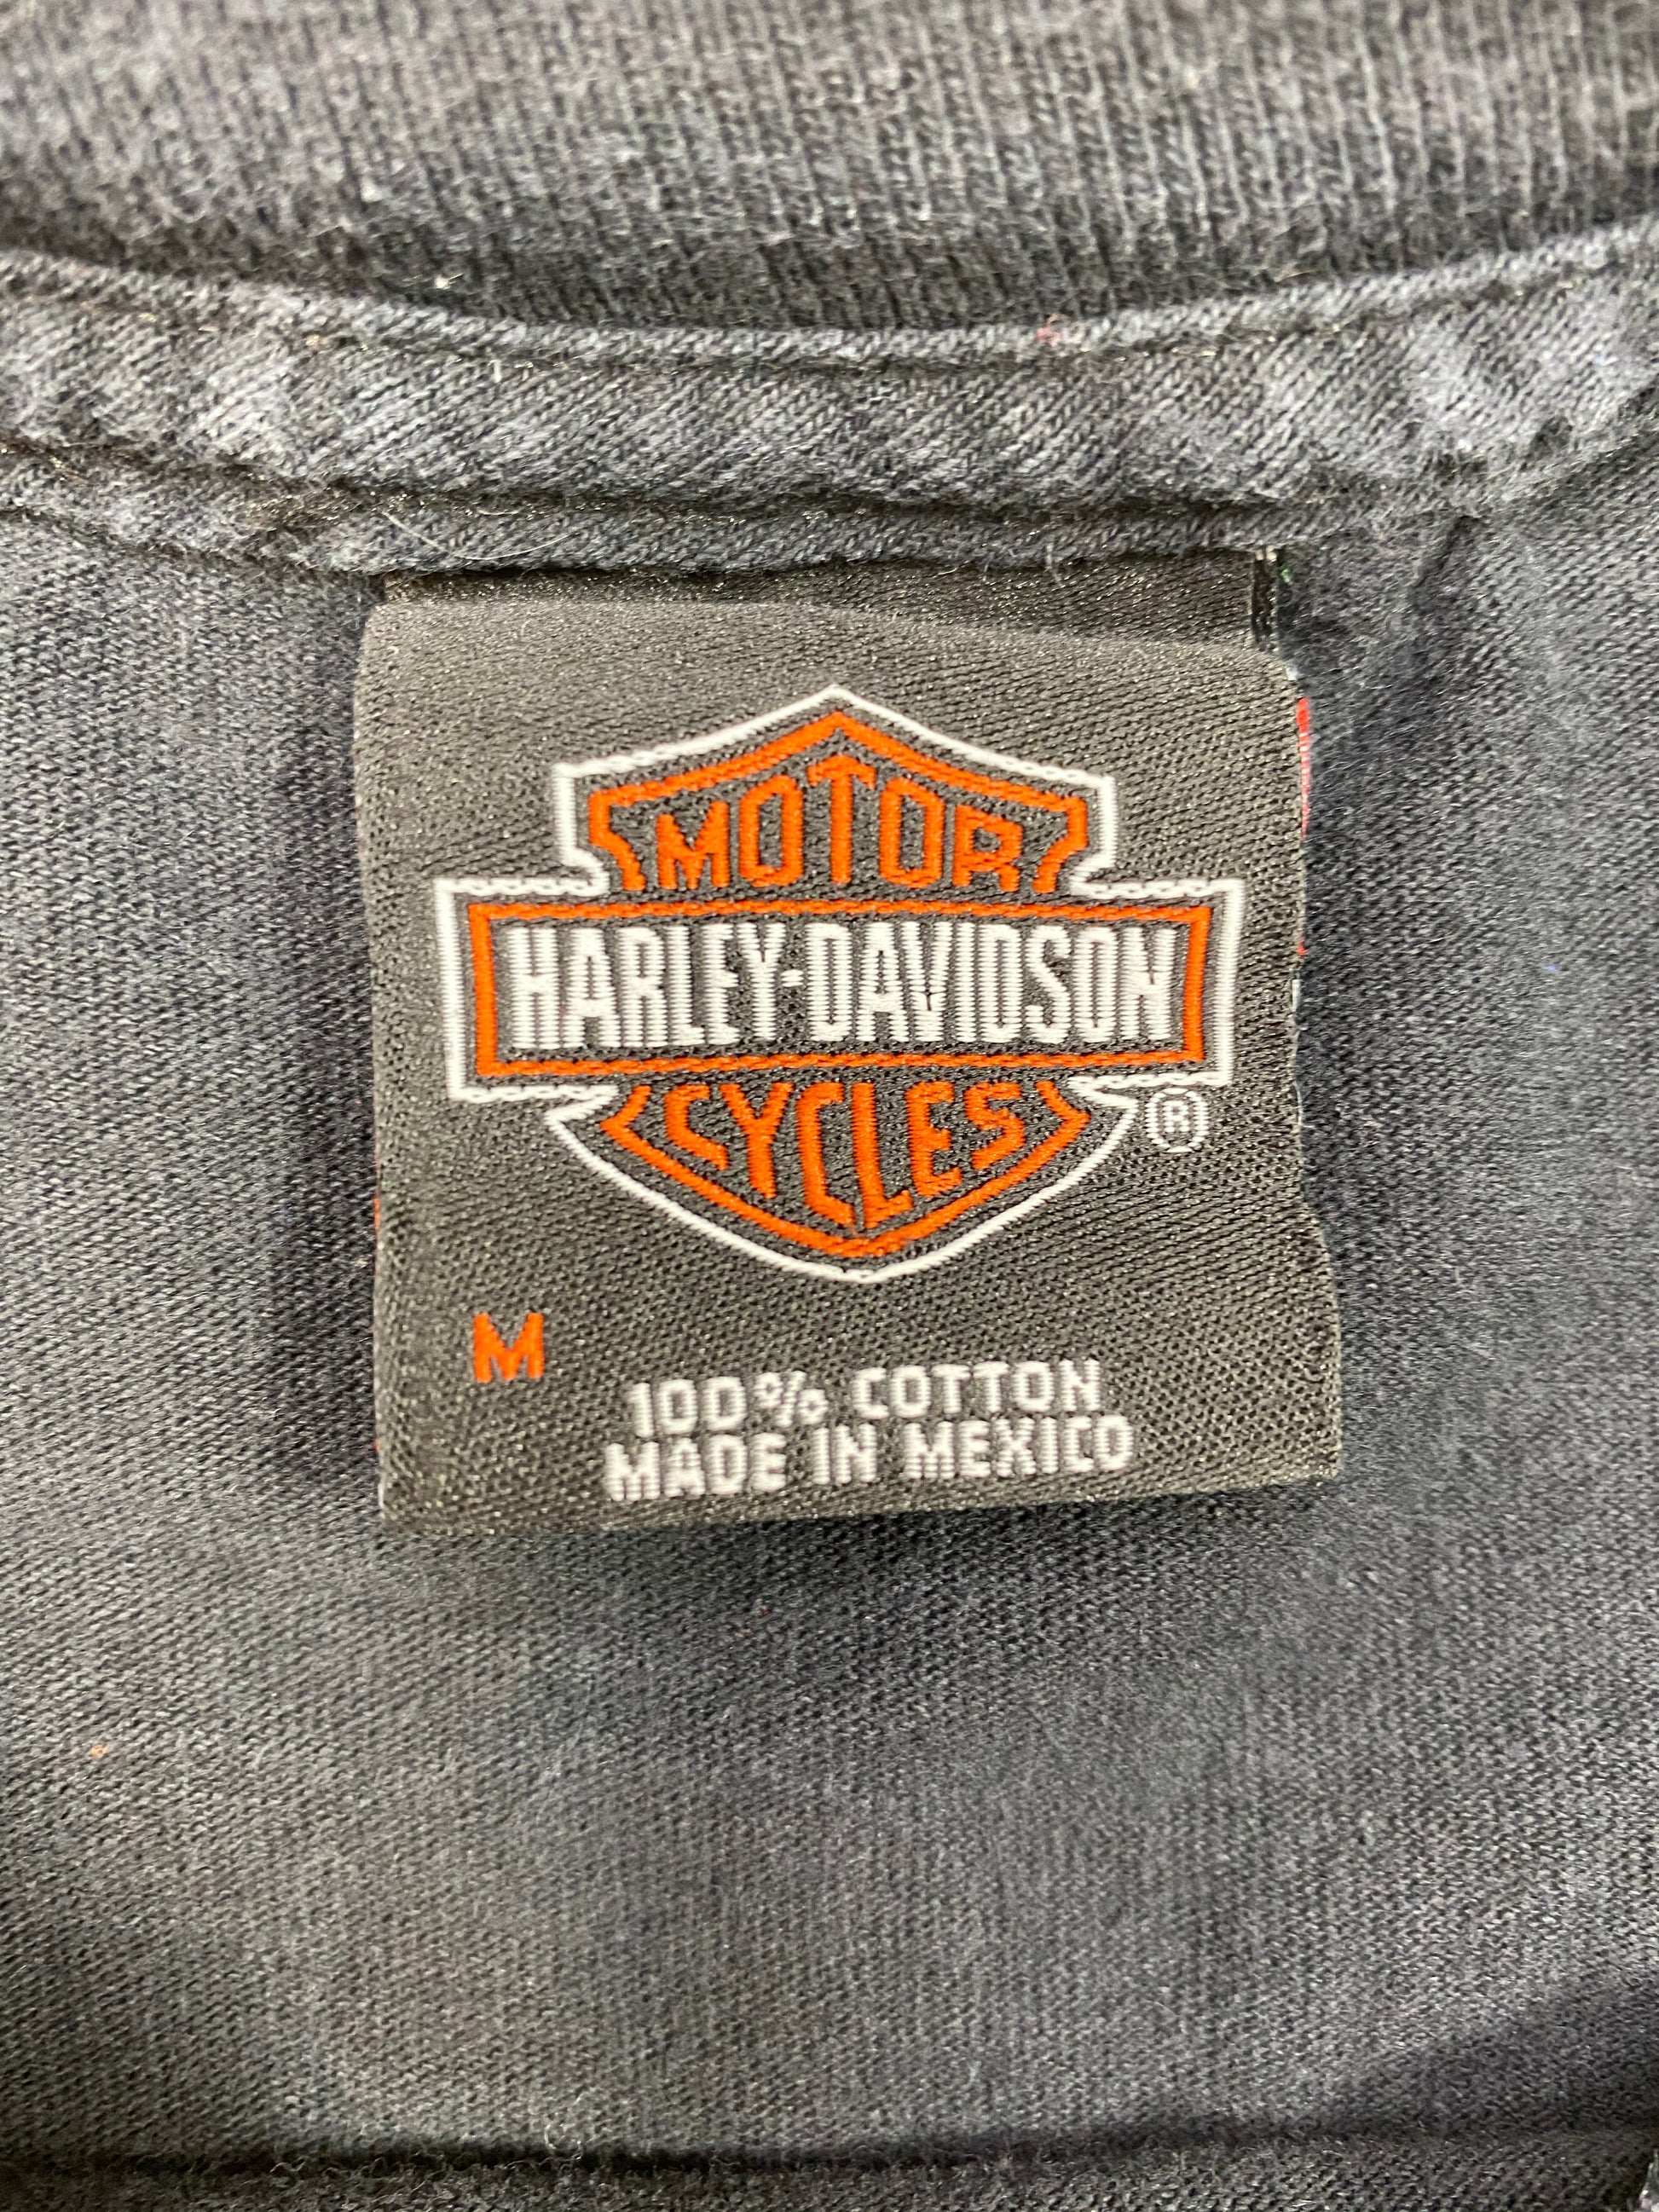 MOTOR
HARLEY-DAVIDSON
CYCLES
®
M
100% COTTON
MADE IN MEXICO